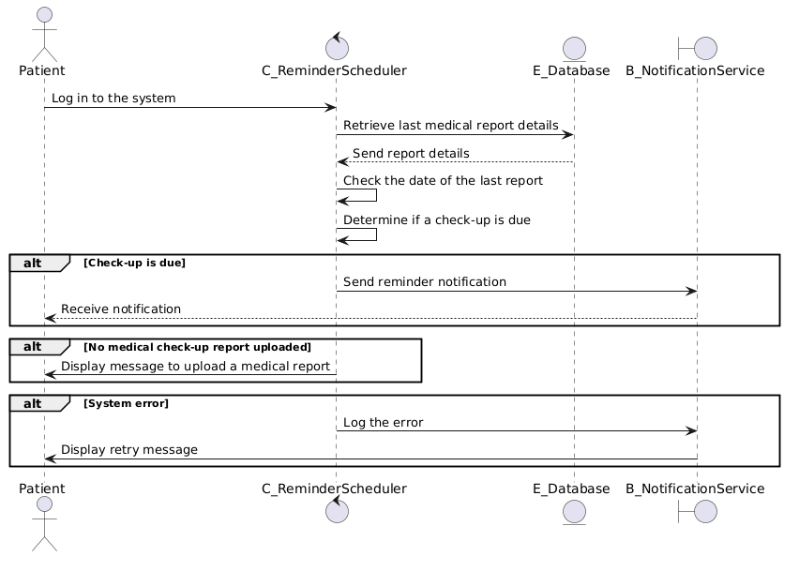 Patient
C_ReminderScheduler
E_Database
B_NotificationService
Log in to the system
Retrieve last medical report details
Send report details
Check the date of the last report
Determine if a check-up is due
alt [Check-up is due]
Send reminder notification
Receive notification
alt [No medical check-up report uploaded]
Display message to upload a medical report
alt [System error]
Log the error
Display retry message
Patient
C_ReminderScheduler
E_Database
B_NotificationService